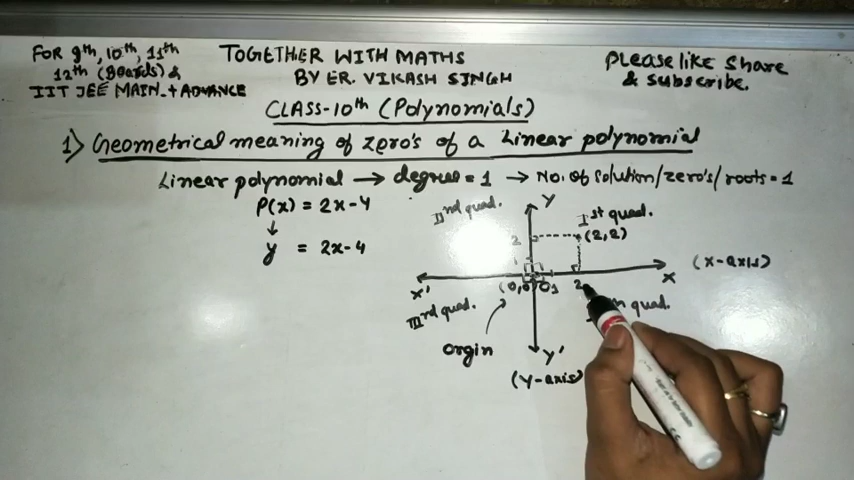 FOR 9th, 10th, 11th
12th (Boards) &
IIT JEE MAIN + ADVANCE
TOGETHER WITH MATHS
BY ER. VIKASH SINGH
Please like Share
& subscribe.
CLASS-10th (Polynomials)
1) Geometrical meaning of zero's of a Linear polynomial
Linear polynomial → degree = 1 → No. of solution/zero's/roots = 1
P(x) = 2x-4
↓
y = 2x-4
IInd quad.
Y
Ist quad.
2
(2,2)
1
X'
(0,0)
0
1
2
X
(X-axis)
IIIrd quad.
quad.
orgin
Y'
(Y-axis)